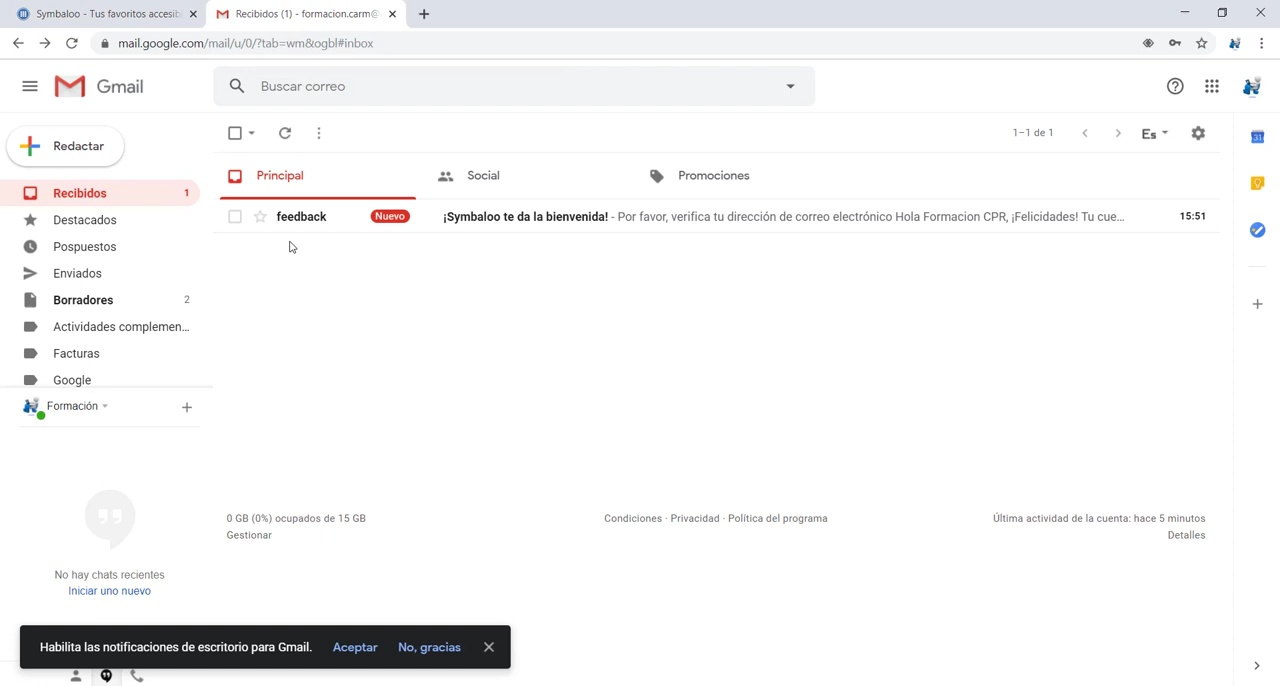 Symbaloo - Tus favoritos accesib
Recibidos (1) - formacion.carm@
mail.google.com/mail/u/0/?tab=wm&ogbl#inbox
Gmail
Buscar correo
Redactar
1–1 de 1
Es
Principal
Social
Promociones
Recibidos 1
feedback Nuevo ¡Symbaloo te da la bienvenida! - Por favor, verifica tu dirección de correo electrónico Hola Formacion CPR, ¡Felicidades! Tu cue… 15:51
Destacados
Pospuestos
Enviados
Borradores 2
Actividades complemen…
Facturas
Google
Formación
0 GB (0%) ocupados de 15 GB
Gestionar
Condiciones · Privacidad · Política del programa
Última actividad de la cuenta: hace 5 minutos
Detalles
No hay chats recientes
Iniciar uno nuevo
Habilita las notificaciones de escritorio para Gmail. Aceptar No, gracias
31